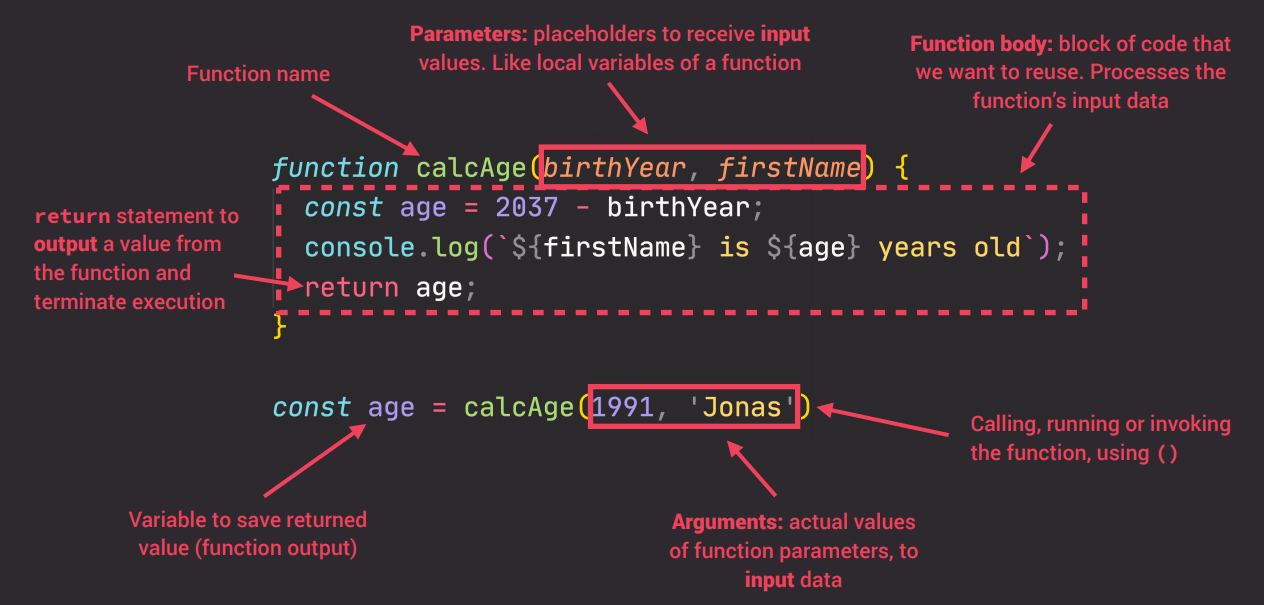 Parameters: placeholders to receive input
values. Like local variables of a function
Function name
Function body: block of code that
we want to reuse. Processes the
function’s input data
function calcAge(birthYear, firstName) {
const age = 2037 - birthYear;
console.log(`${firstName} is ${age} years old`);
return age;
}
return statement to
output a value from
the function and
terminate execution
const age = calcAge(1991, 'Jonas')
Calling, running or invoking
the function, using ()
Variable to save returned
value (function output)
Arguments: actual values
of function parameters, to
input data